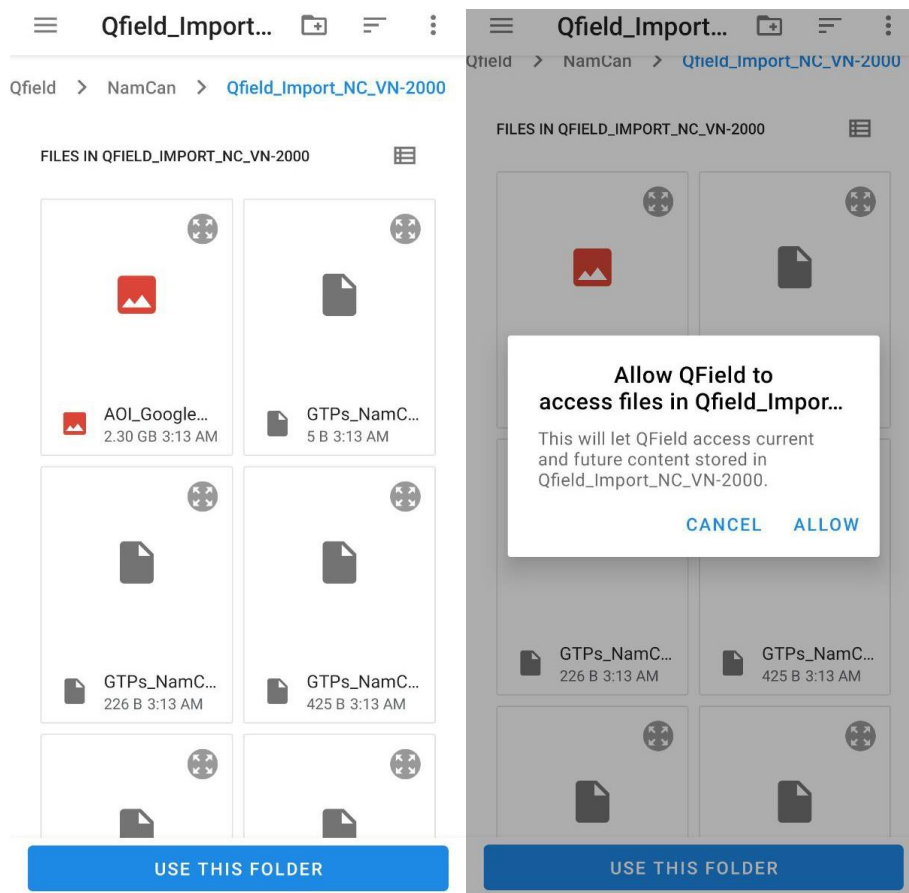 Qfield_Import...
Qfield > NamCan > Qfield_Import_NC_VN-2000
FILES IN QFIELD_IMPORT_NC_VN-2000
AOI_Google...
2.30 GB 3:13 AM
GTPs_NamC...
5 B 3:13 AM
GTPs_NamC...
226 B 3:13 AM
GTPs_NamC...
425 B 3:13 AM
USE THIS FOLDER
Qfield_Import...
Qfield > NamCan > Qfield_Import_NC_VN-2000
FILES IN QFIELD_IMPORT_NC_VN-2000
Allow QField to
access files in Qfield_Impor...
This will let QField access current
and future content stored in
Qfield_Import_NC_VN-2000.
CANCEL ALLOW
GTPs_NamC...
226 B 3:13 AM
GTPs_NamC...
425 B 3:13 AM
USE THIS FOLDER